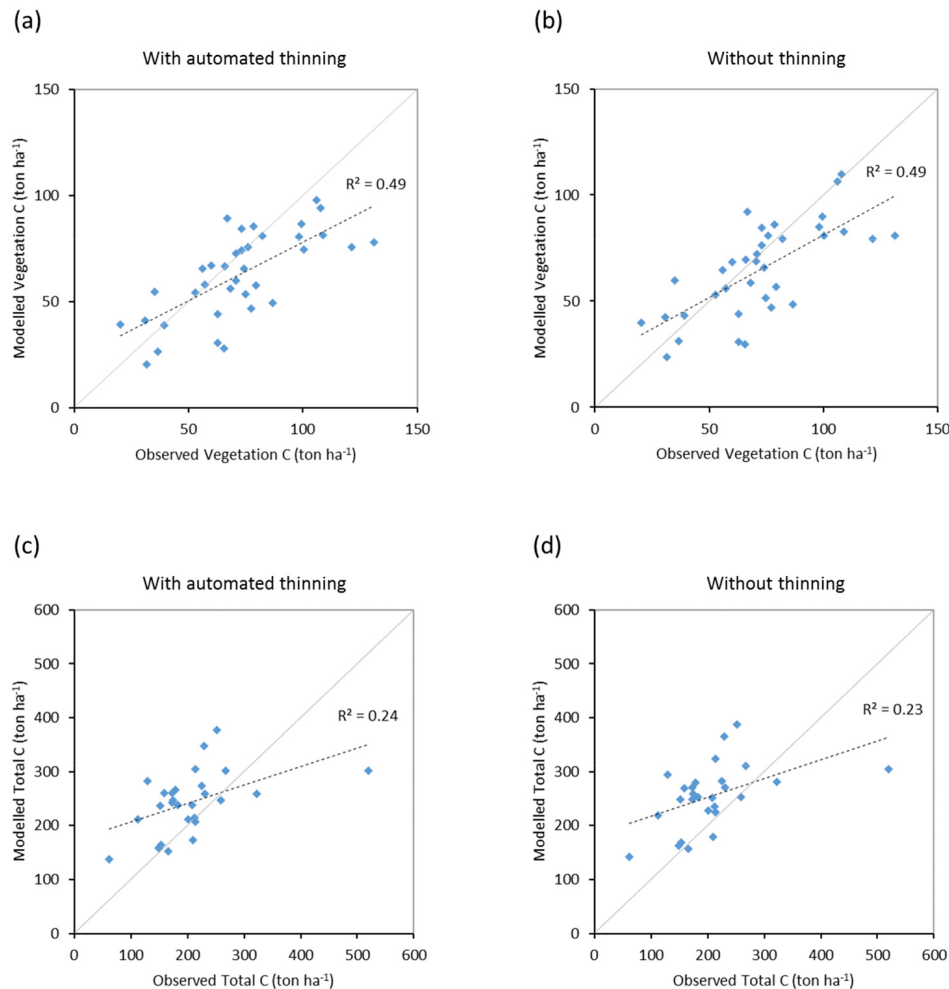 (a)
With automated thinning
150
100
50
0
0 50 100 150
Modelled Vegetation C (ton ha⁻¹)
Observed Vegetation C (ton ha⁻¹)
R² = 0.49
(b)
Without thinning
150
100
50
0
0 50 100 150
Modelled Vegetation C (ton ha⁻¹)
Observed Vegetation C (ton ha⁻¹)
R² = 0.49
(c)
With automated thinning
600
500
400
300
200
100
0
0 100 200 300 400 500 600
Modelled Total C (ton ha⁻¹)
Observed Total C (ton ha⁻¹)
R² = 0.24
(d)
Without thinning
600
500
400
300
200
100
0
0 100 200 300 400 500 600
Modelled Total C (ton ha⁻¹)
Observed Total C (ton ha⁻¹)
R² = 0.23